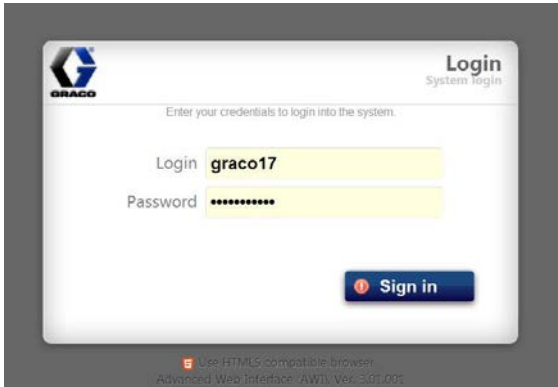 GRACO
Login
System login
Enter your credentials to login into the system.
Login graco17
Password •••••••••••
Sign in
Use HTML5 compatible browser
Advanced Web Interface (AWI), Ver. 3.01.001